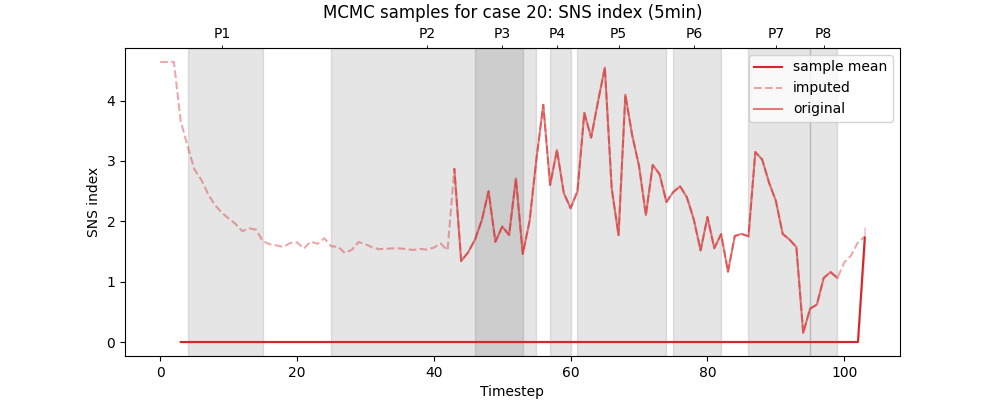 MCMC samples for case 20: SNS index (5min)
P1 P2 P3 P4 P5 P6 P7 P8
sample mean
imputed
original
4
3
2
1
0
SNS index
0 20 40 60 80 100
Timestep